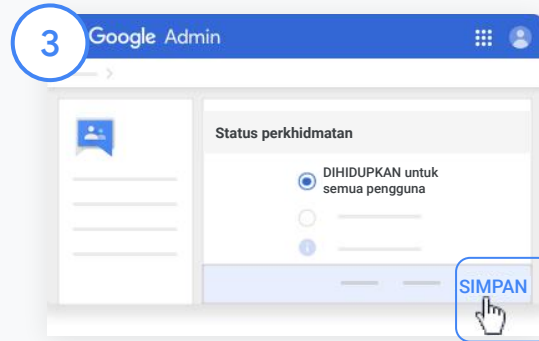 3
Google Admin
Status perkhidmatan
DIHIDUPKAN untuk
semua pengguna
SIMPAN